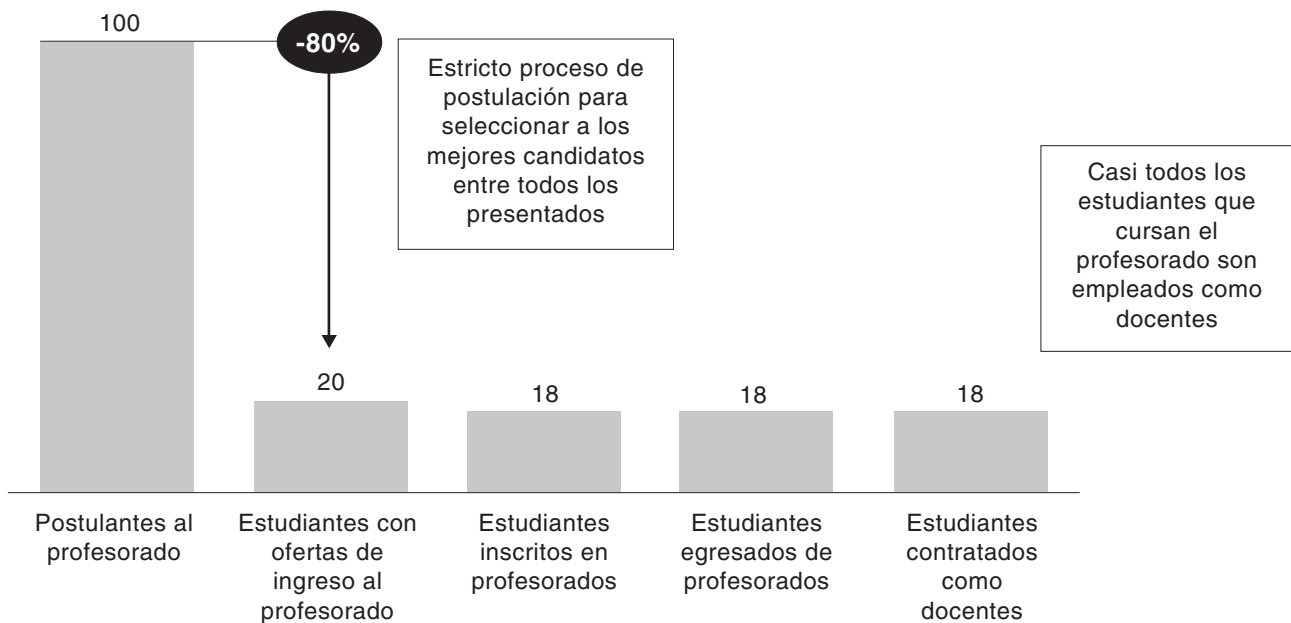 100
-80%
Estricto proceso de
postulación para
seleccionar a los
mejores candidatos
entre todos los
presentados
Casi todos los
estudiantes que
cursan el
profesorado son
empleados como
docentes
20
18
18
18
Postulantes al
profesorado
Estudiantes con
ofertas de
ingreso al
profesorado
Estudiantes
inscritos en
profesorados
Estudiantes
egresados de
profesorados
Estudiantes
contratados
como
docentes